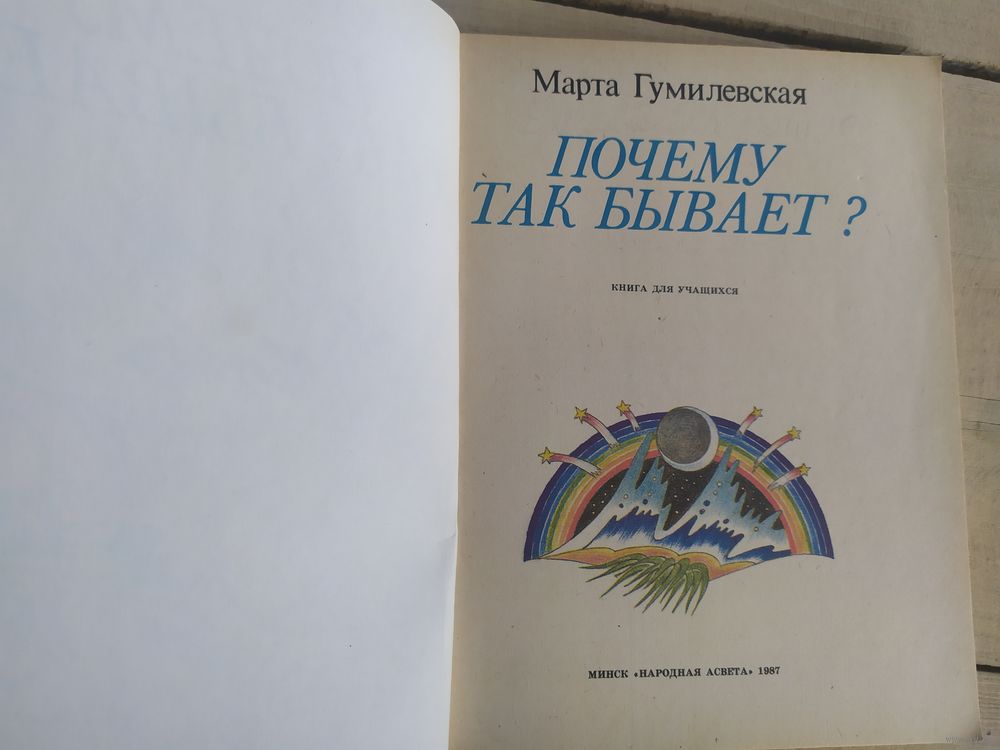 Марта Гумилевская
ПОЧЕМУ
ТАК БЫВАЕТ?
КНИГА ДЛЯ УЧАЩИХСЯ
МИНСК «НАРОДНАЯ АСВЕТА» 1987